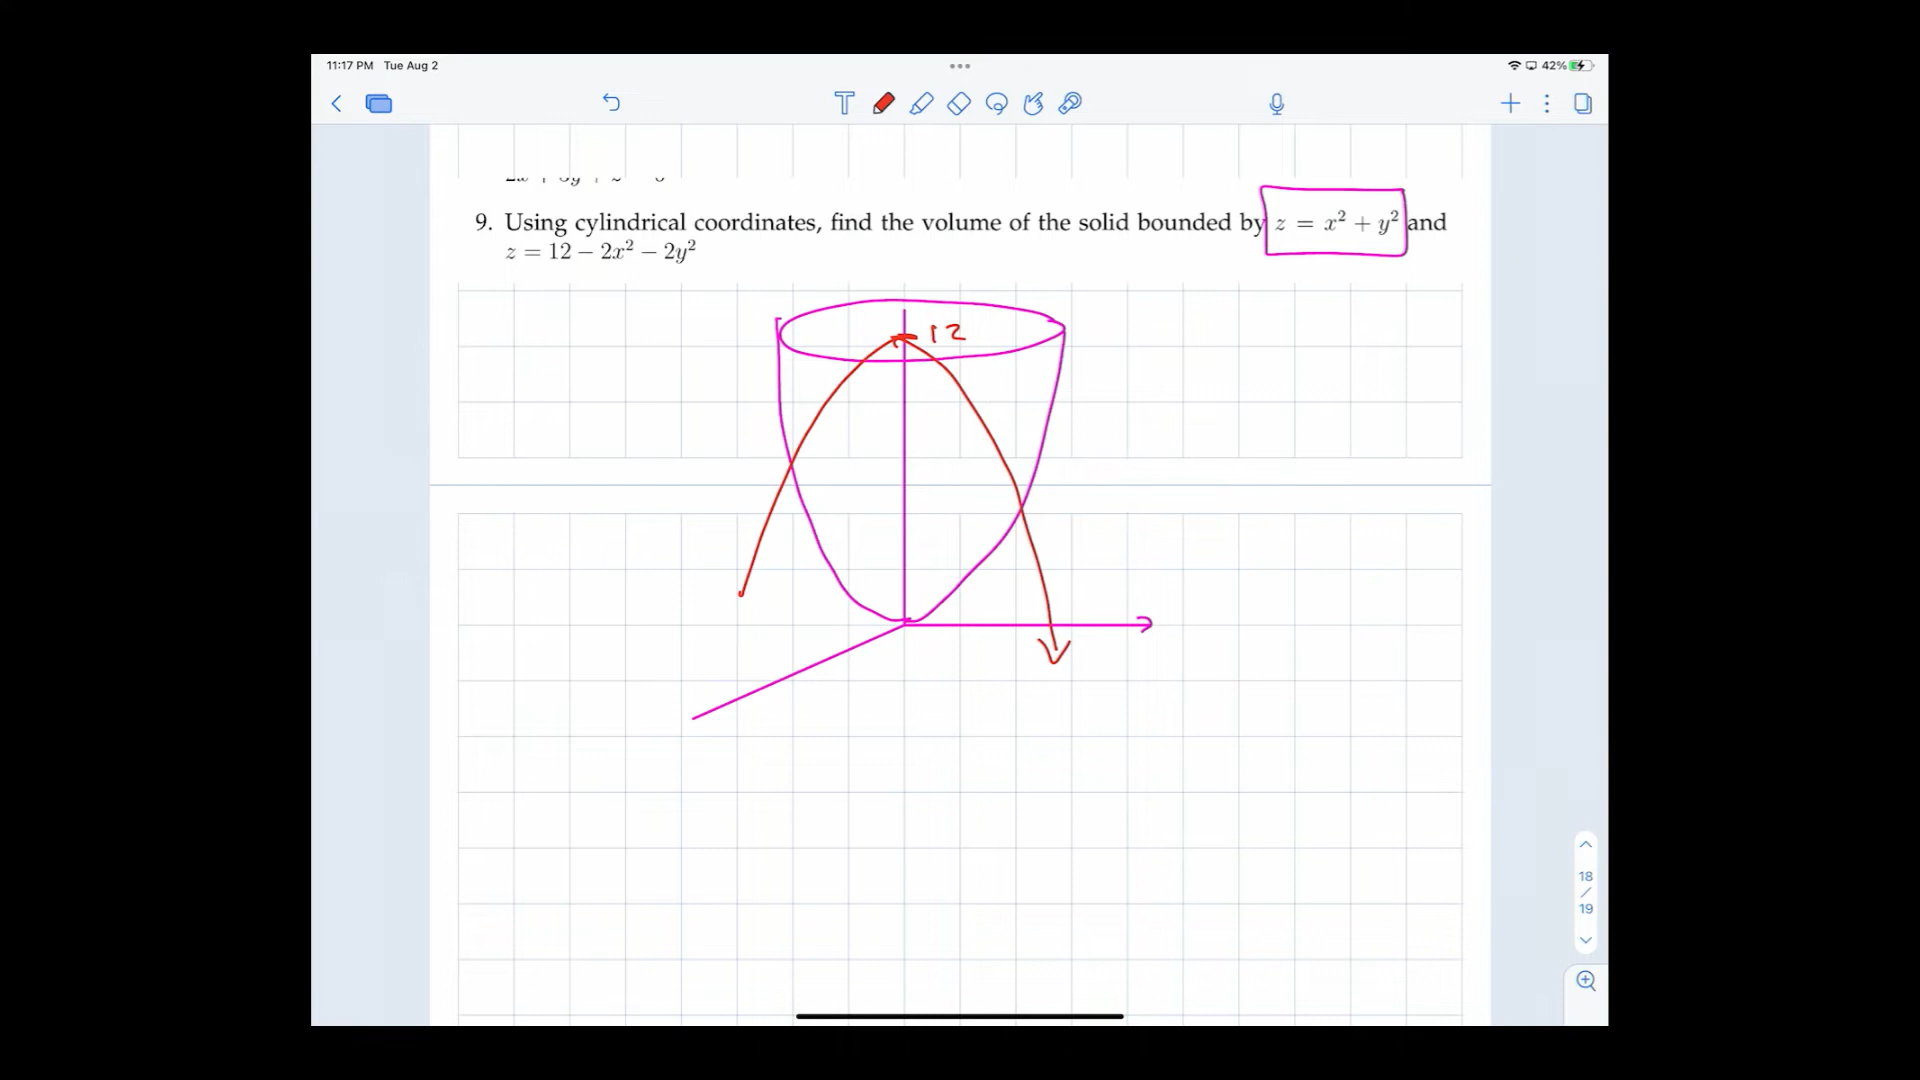 11:17 PM Tue Aug 2
42%
9. Using cylindrical coordinates, find the volume of the solid bounded by z = x² + y² and
z = 12 − 2x² − 2y²
12
18
/
19